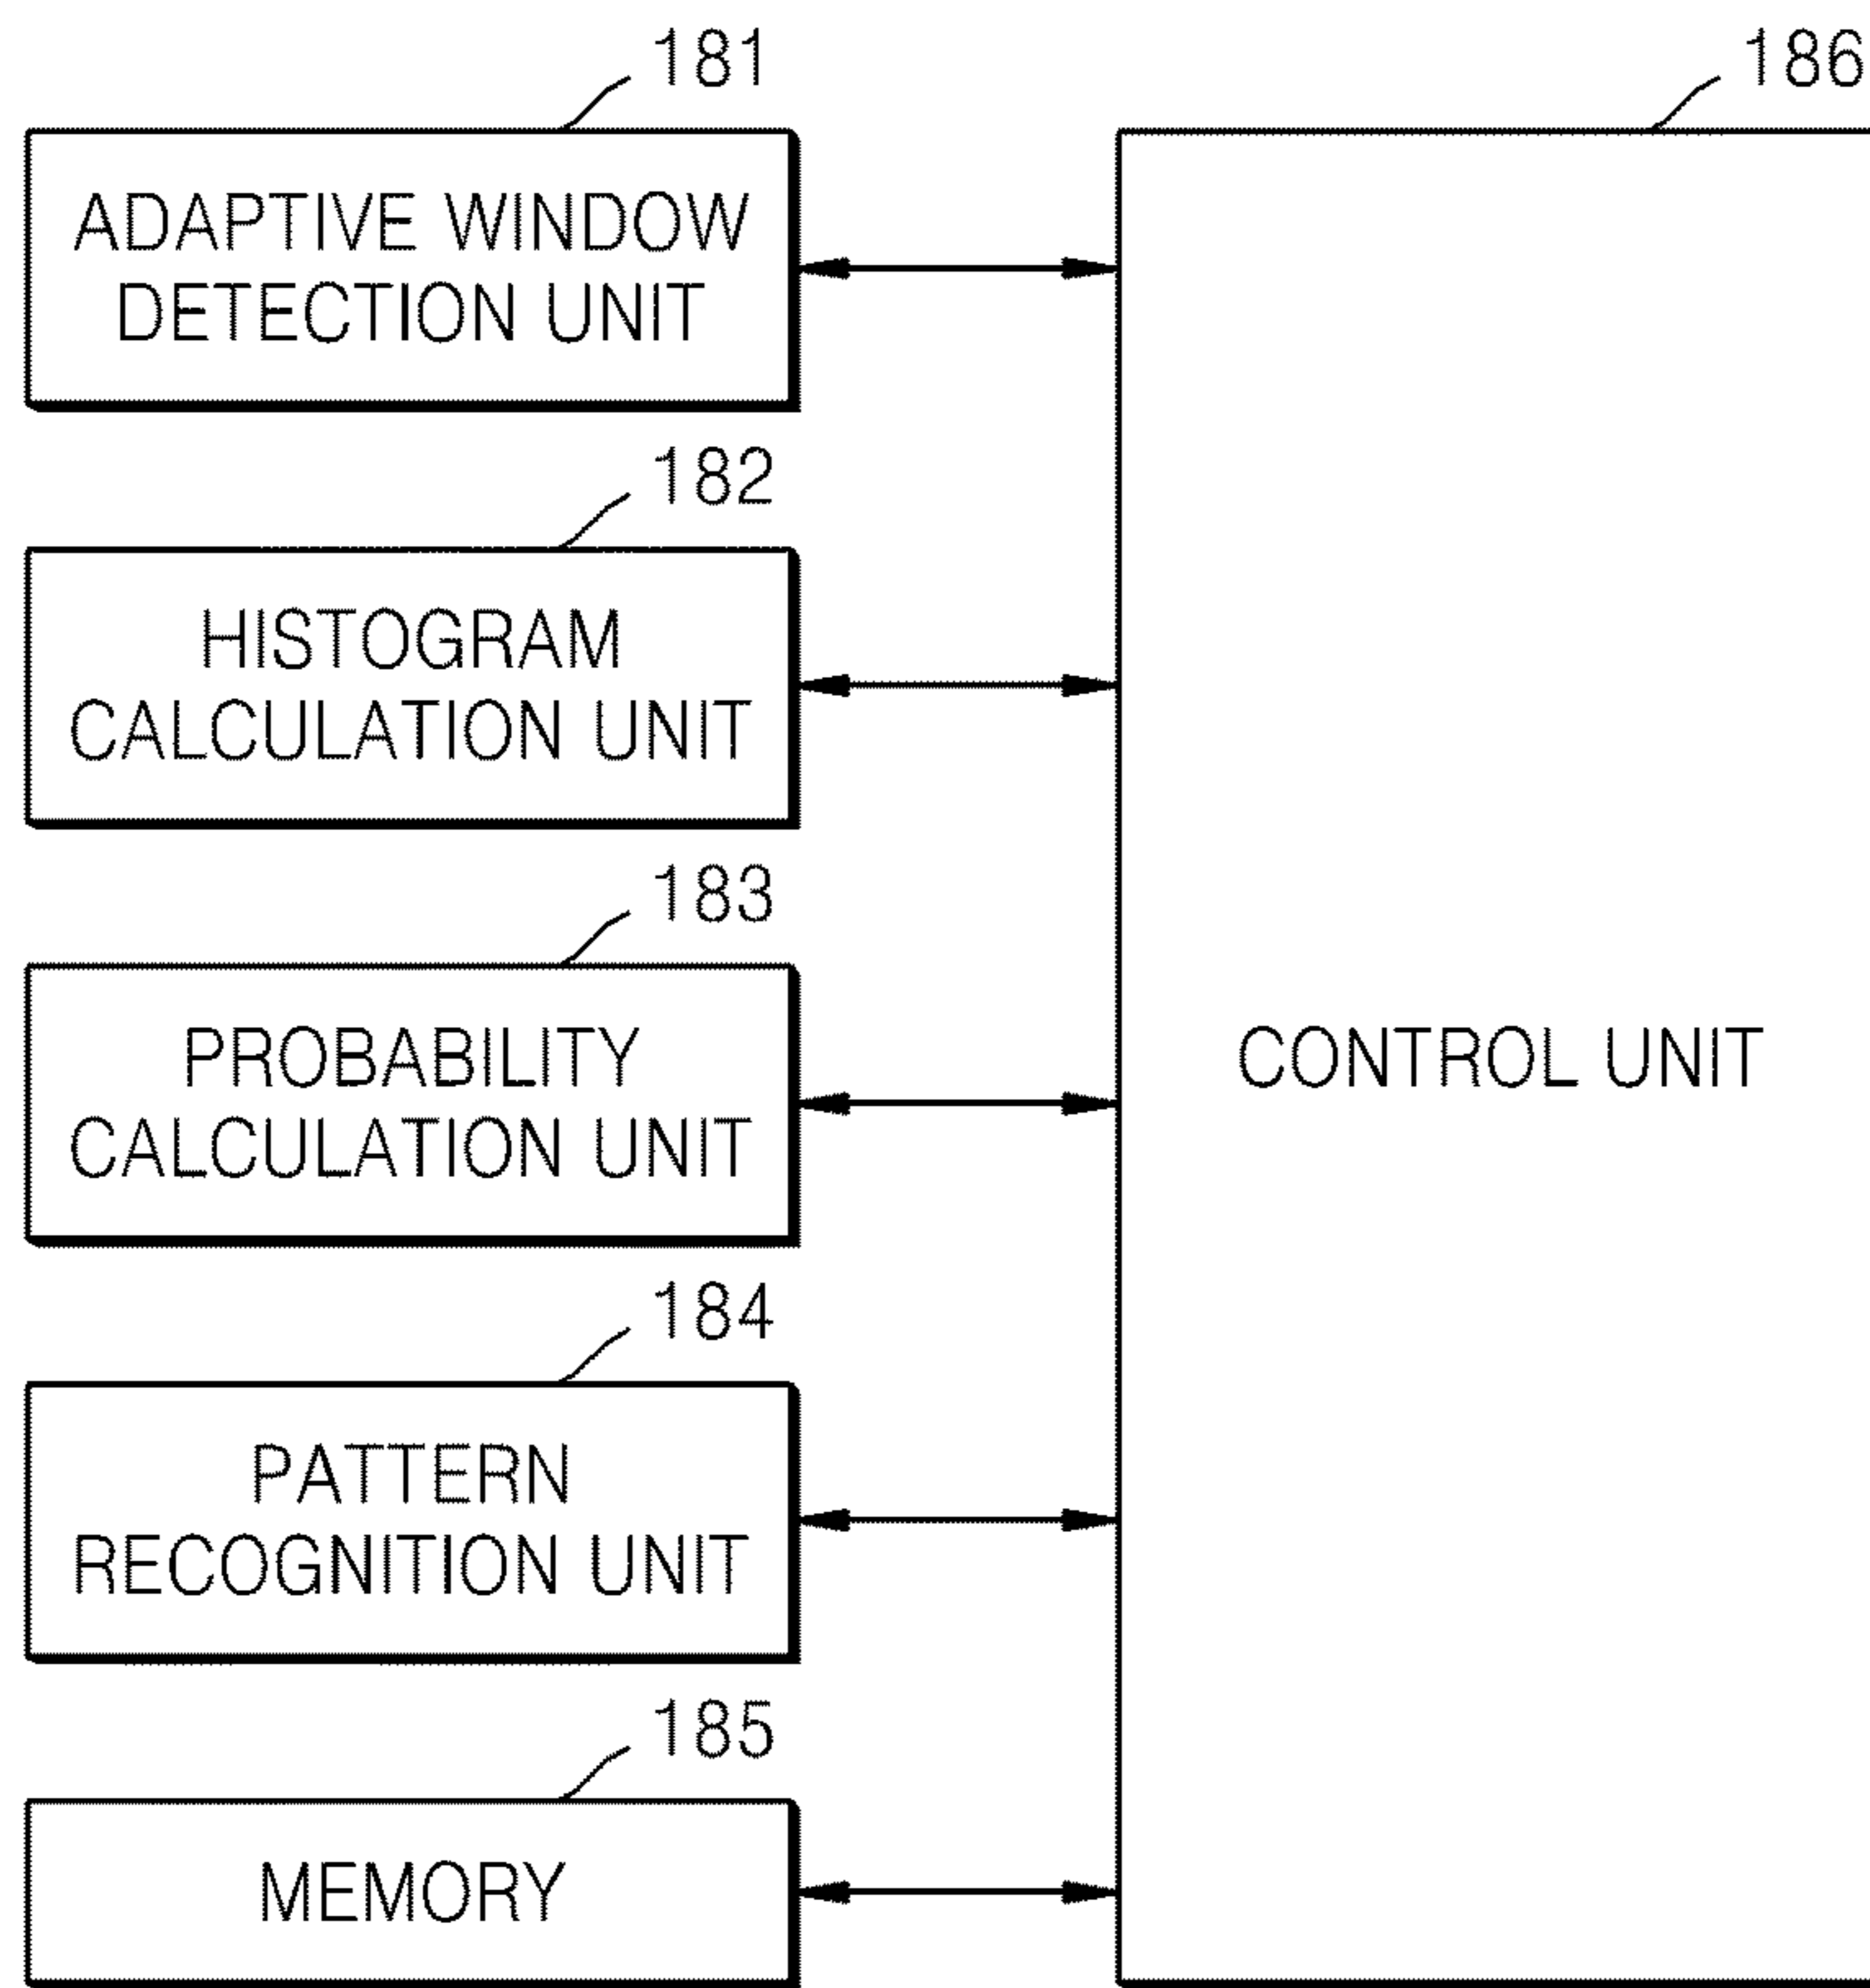 181
186
ADAPTIVE WINDOW
DETECTION UNIT
182
HISTOGRAM
CALCULATION UNIT
183
PROBABILITY
CALCULATION UNIT
CONTROL UNIT
184
PATTERN
RECOGNITION UNIT
185
MEMORY